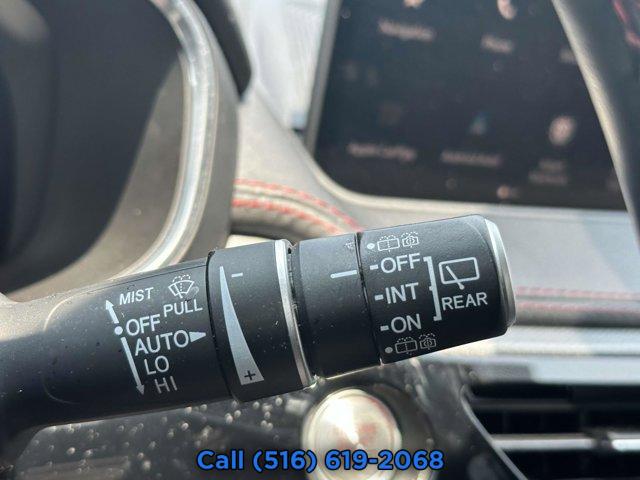 MIST
PULL
OFF
AUTO
LO
HI
-
+
OFF
INT
ON
REAR
Call (516) 619-2068